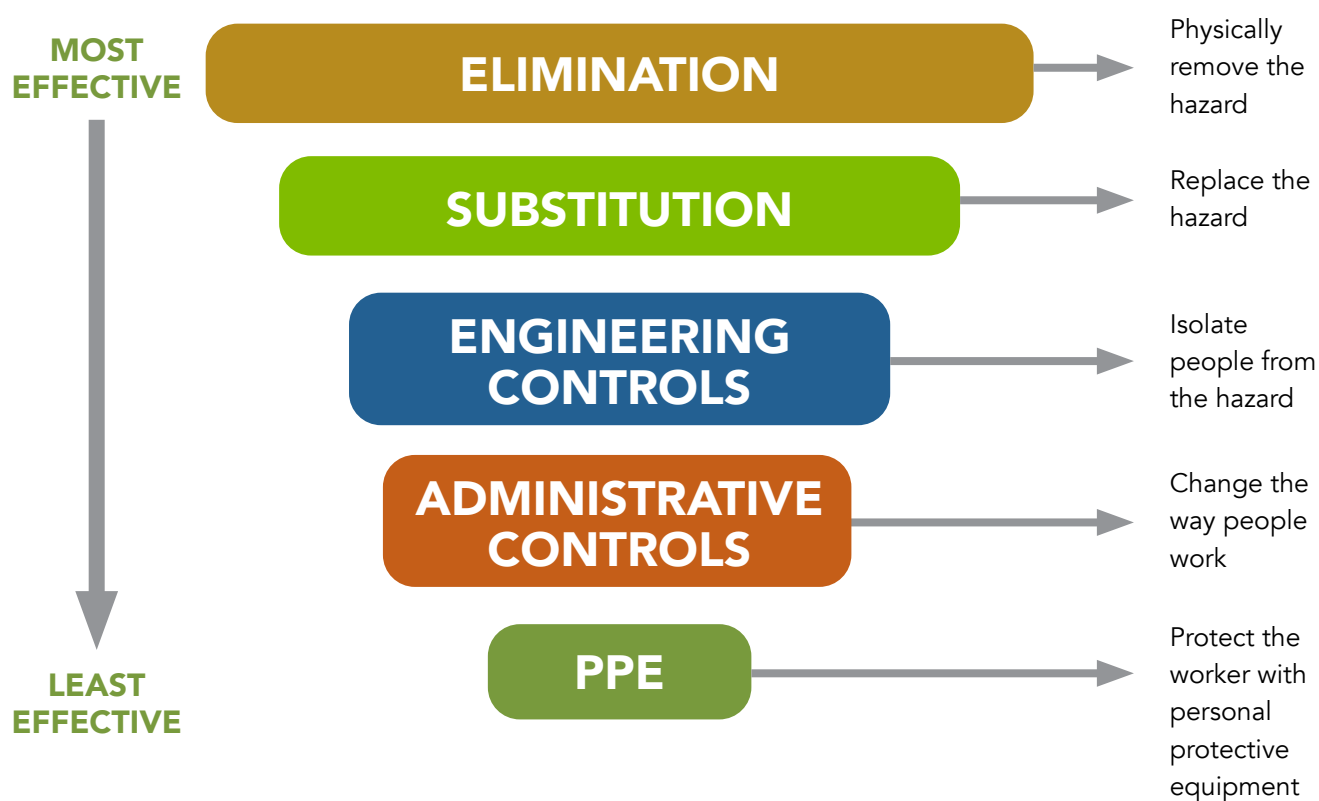 MOST
EFFECTIVE
ELIMINATION
Physically
remove the
hazard
SUBSTITUTION
Replace the
hazard
ENGINEERING
CONTROLS
Isolate
people from
the hazard
ADMINISTRATIVE
CONTROLS
Change the
way people
work
PPE
Protect the
worker with
personal
protective
equipment
LEAST
EFFECTIVE